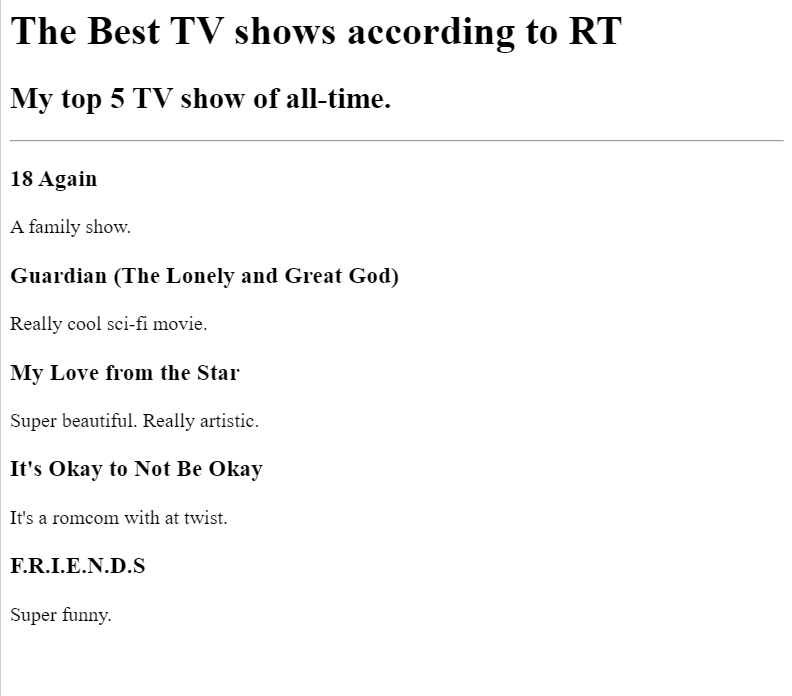 The Best TV shows according to RT
My top 5 TV show of all-time.
18 Again
A family show.
Guardian (The Lonely and Great God)
Really cool sci-fi movie.
My Love from the Star
Super beautiful. Really artistic.
It's Okay to Not Be Okay
It's a romcom with at twist.
F.R.I.E.N.D.S
Super funny.